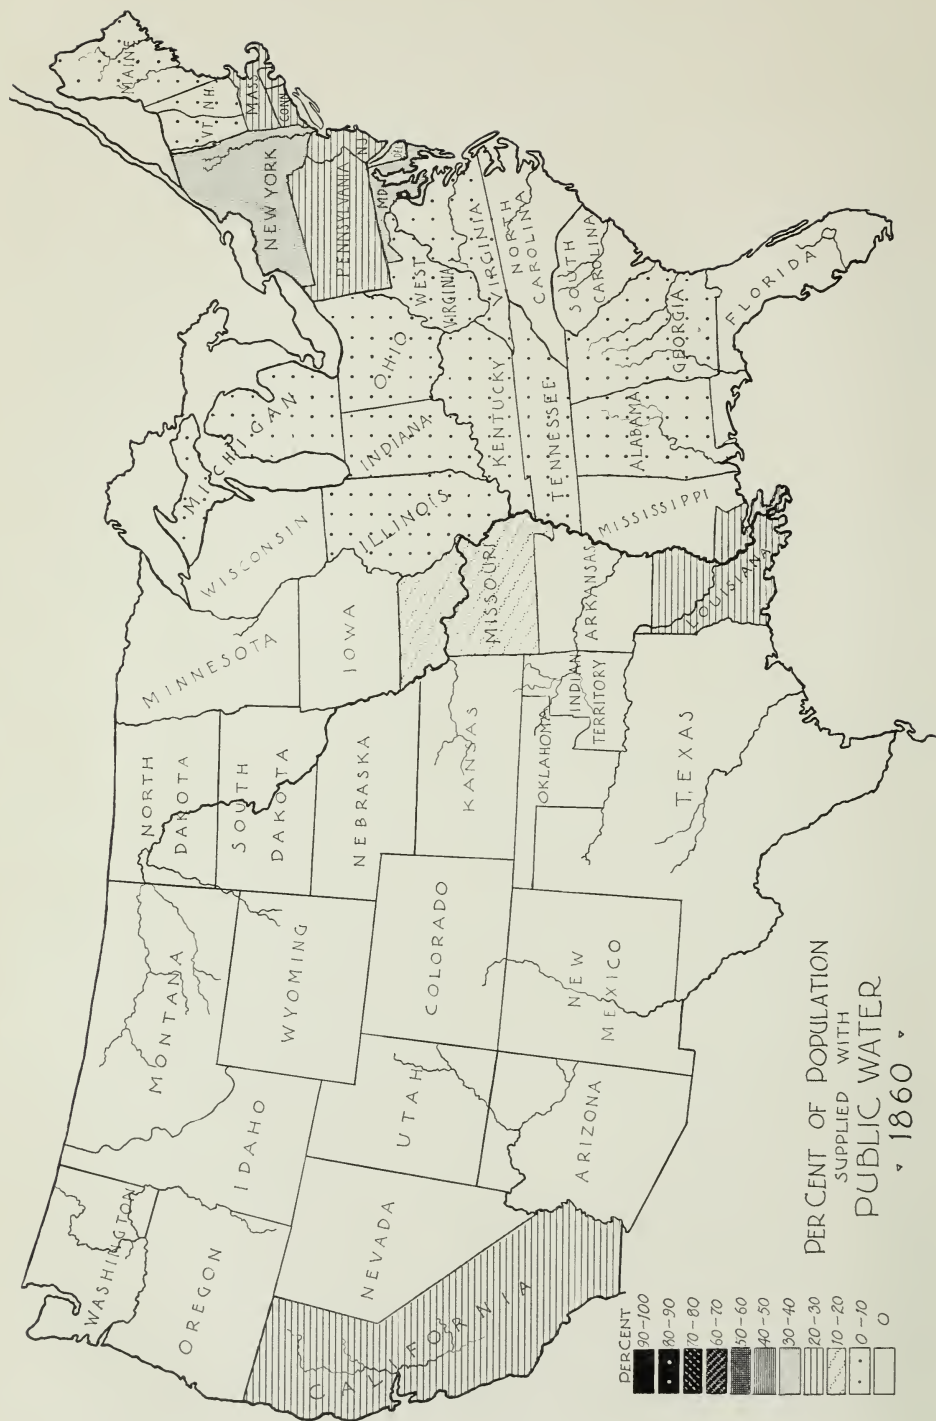 PER CENT OF POPULATION
SUPPLIED WITH
PUBLIC WATER
1860
PERCENT
90-100
80-90
70-80
60-70
50-60
40-50
30-40
20-30
10-20
0-10
0
WASHINGTON
OREGON
CALIFORNIA
NEVADA
IDAHO
MONTANA
WYOMING
UTAH
ARIZONA
COLORADO
NEW
MEXICO
NORTH
DAKOTA
SOUTH
DAKOTA
NEBRASKA
KANSAS
OKLAHOMA
INDIAN
TERRITORY
TEXAS
MINNESOTA
IOWA
MISSOURI
ARKANSAS
LOUISIANA
WISCONSIN
ILLINOIS
MICHIGAN
INDIANA
OHIO
KENTUCKY
TENNESSEE
MISSISSIPPI
ALABAMA
GEORGIA
FLORIDA
SOUTH
CAROLINA
NORTH
CAROLINA
VIRGINIA
WEST
VIRGINIA
MD
DEL
NJ
PENNSYLVANIA
NEW YORK
CONN
MASS
VT
N.H.
MAINE